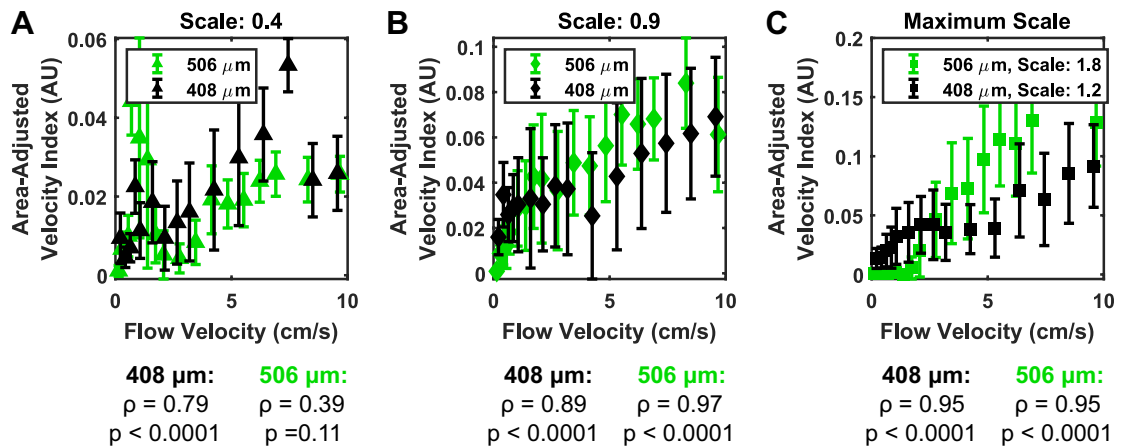 A
Scale: 0.4
Area-Adjusted
Velocity Index (AU)
0.06
0.04
0.02
0
506 μm
408 μm
0
5
10
Flow Velocity (cm/s)
408 μm:
ρ = 0.79
p < 0.0001
506 μm:
ρ = 0.39
p =0.11
B
Scale: 0.9
Area-Adjusted
Velocity Index (AU)
0.1
0.08
0.06
0.04
0.02
0
506 μm
408 μm
0
5
10
Flow Velocity (cm/s)
408 μm:
ρ = 0.89
p < 0.0001
506 μm:
ρ = 0.97
p < 0.0001
C
Maximum Scale
Area-Adjusted
Velocity Index (AU)
0.2
0.15
0.1
0.05
0
506 μm, Scale: 1.8
408 μm, Scale: 1.2
0
5
10
Flow Velocity (cm/s)
408 μm:
ρ = 0.95
p < 0.0001
506 μm:
ρ = 0.95
p < 0.0001